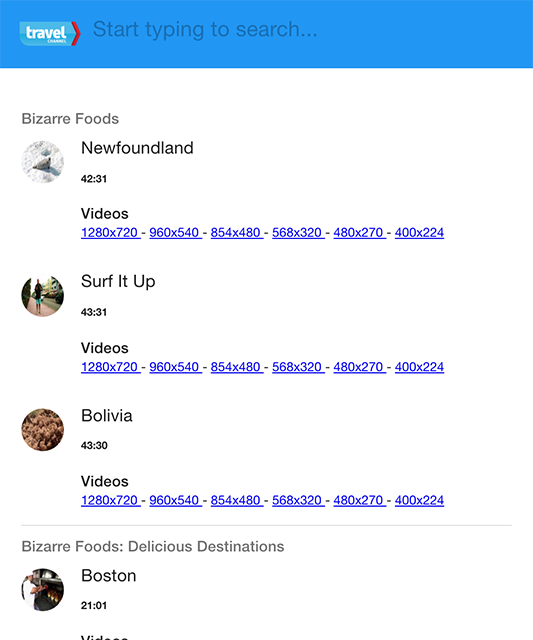 travel CHANNEL
Start typing to search...
Bizarre Foods
Newfoundland
42:31
Videos
1280x720 - 960x540 - 854x480 - 568x320 - 480x270 - 400x224
Surf It Up
43:31
Videos
1280x720 - 960x540 - 854x480 - 568x320 - 480x270 - 400x224
Bolivia
43:30
Videos
1280x720 - 960x540 - 854x480 - 568x320 - 480x270 - 400x224
Bizarre Foods: Delicious Destinations
Boston
21:01
Videos